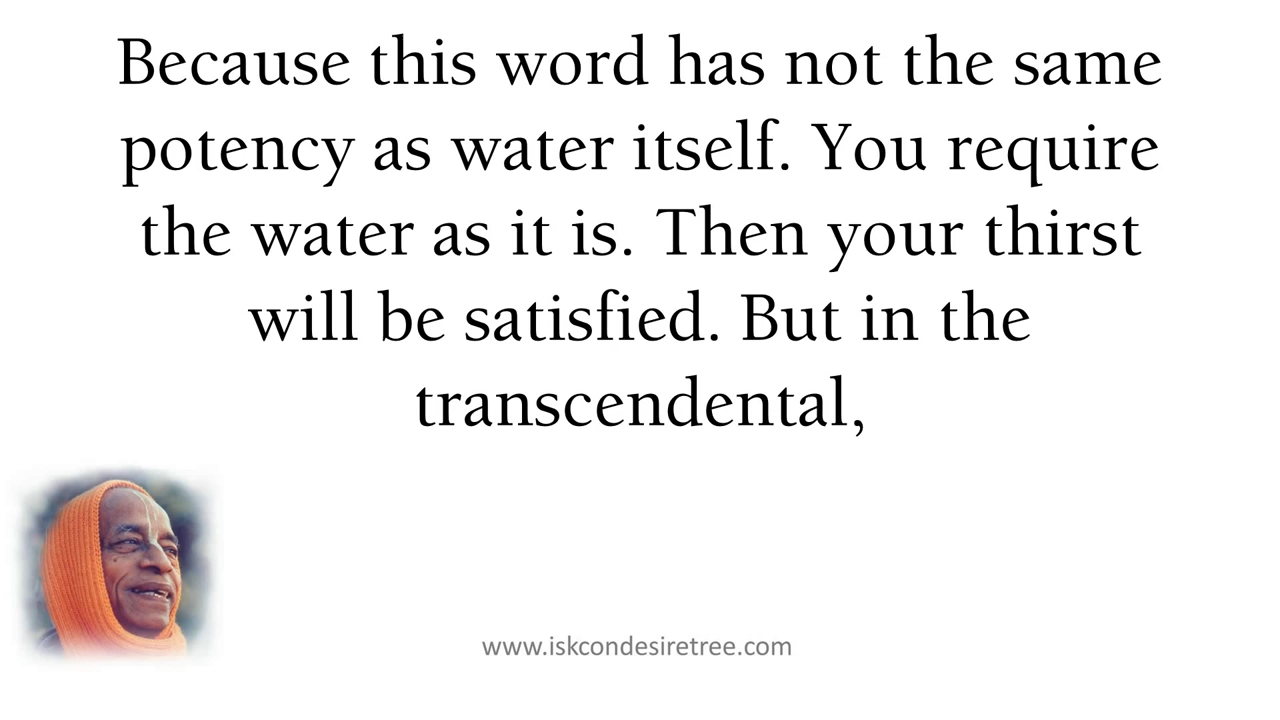 Because this word has not the same
potency as water itself. You require
the water as it is. Then your thirst
will be satisfied. But in the
transcendental,
www.iskcondesiretree.com